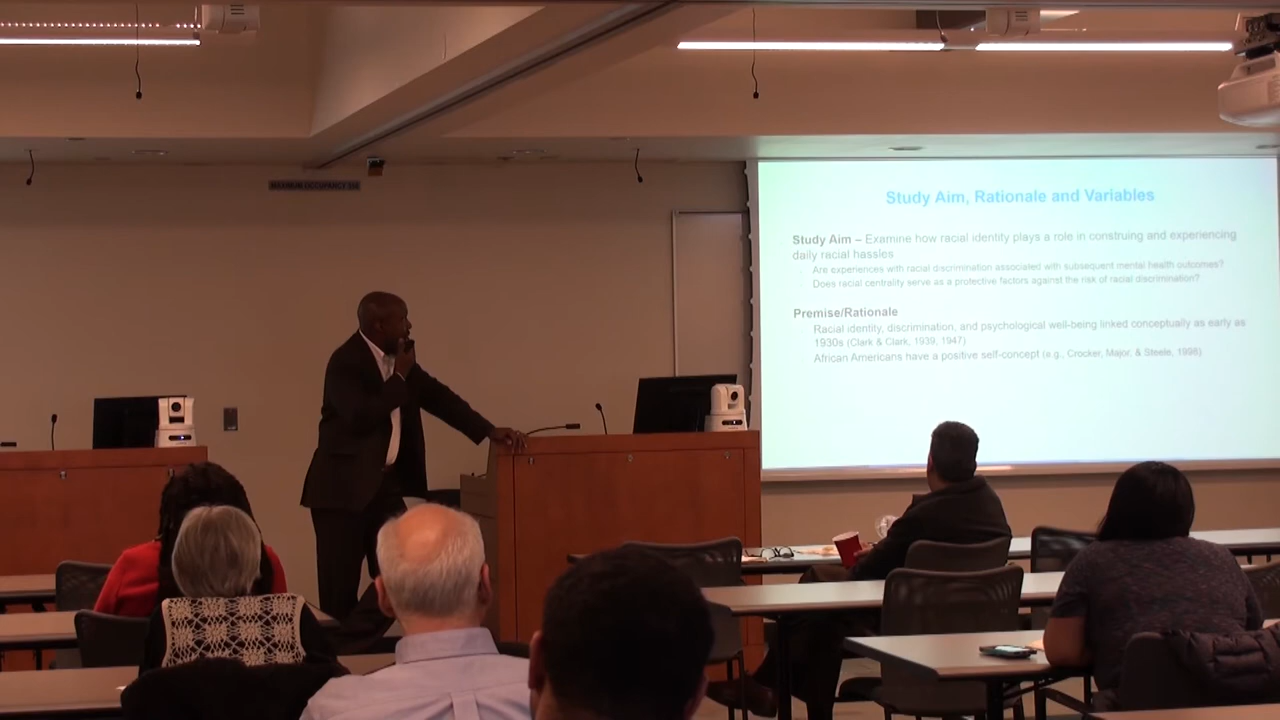 MAXIMUM OCCUPANCY
Study Aim, Rationale and Variables
Study Aim – Examine how racial identity plays a role in construing and experiencing
daily racial hassles
Are experiences with racial discrimination associated with subsequent mental health outcomes?
Does racial centrality serve as a protective factors against the risk of racial discrimination?
Premise/Rationale
Racial identity, discrimination, and psychological well-being linked conceptually as early as
1930s (Clark & Clark, 1939, 1947)
African Americans have a positive self-concept (e.g., Crocker, Major, & Steele, 1998)